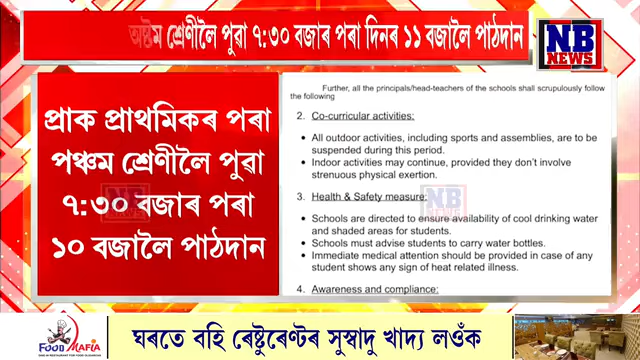 অষ্টম শ্ৰেণীলৈ পুৱা ৭:৩০ বজাৰ পৰা দিনৰ ১১ বজালৈ পাঠদান
NB
NEWS
প্ৰাক প্ৰাথমিকৰ পৰা
পঞ্চম শ্ৰেণীলৈ পুৱা
৭:৩০ বজাৰ পৰা
১০ বজালৈ পাঠদান
Further, all the principals/head-teachers of the schools shall scrupulously follow
the following
2. Co-curricular activities:
• All outdoor activities, including sports and assemblies, are to be
suspended during this period.
• Indoor activities may continue, provided they don't involve
strenuous physical exertion.
NB
NEWS
3. Health & Safety measure:
• Schools are directed to ensure availability of cool drinking water
and shaded areas for students.
• Schools must advise students to carry water bottles.
• Immediate medical attention should be provided in case of any
student shows any sign of heat related illness.
4. Awareness and compliance:
FOOD MAFIA
ঘৰতে বহি ৰেষ্টুৰেণ্টৰ সুস্বাদু খাদ্য লওঁক